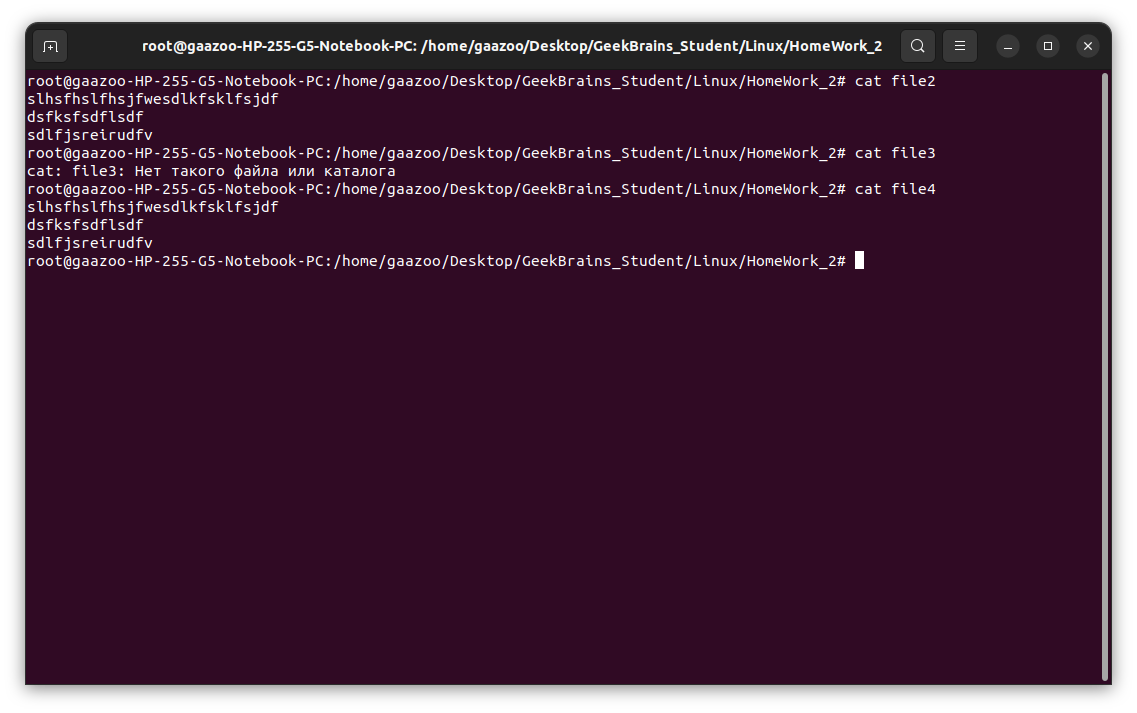 root@gaazoo-HP-255-G5-Notebook-PC: /home/gaazoo/Desktop/GeekBrains_Student/Linux/HomeWork_2
root@gaazoo-HP-255-G5-Notebook-PC:/home/gaazoo/Desktop/GeekBrains_Student/Linux/HomeWork_2# cat file2
slhsfhslfhsjfwesdlkfsklfsjdf
dsfksfsdflsdf
sdlfjsreirudfv
root@gaazoo-HP-255-G5-Notebook-PC:/home/gaazoo/Desktop/GeekBrains_Student/Linux/HomeWork_2# cat file3
cat: file3: Нет такого файла или каталога
root@gaazoo-HP-255-G5-Notebook-PC:/home/gaazoo/Desktop/GeekBrains_Student/Linux/HomeWork_2# cat file4
slhsfhslfhsjfwesdlkfsklfsjdf
dsfksfsdflsdf
sdlfjsreirudfv
root@gaazoo-HP-255-G5-Notebook-PC:/home/gaazoo/Desktop/GeekBrains_Student/Linux/HomeWork_2#